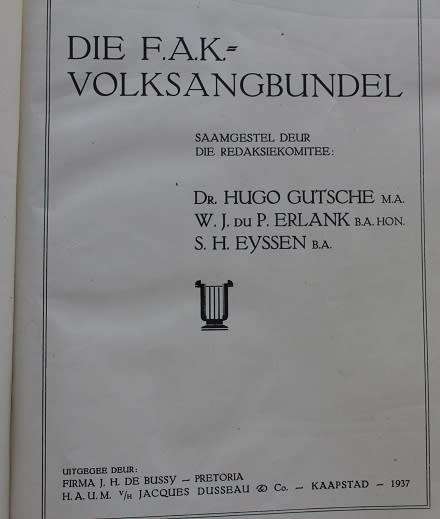 DIE F.A.K.=
VOLKSANGBUNDEL
SAAMGESTEL DEUR
DIE REDAKSIEKOMITEE:
DR. HUGO GUTSCHE M.A.
W. J. DU P. ERLANK B.A. HON.
S. H. EYSSEN B.A.
UITGEGEE DEUR:
FIRMA J. H. DE BUSSY – PRETORIA
H. A. U. M. V/H JACQUES DUSSEAU & Co. – KAAPSTAD – 1937